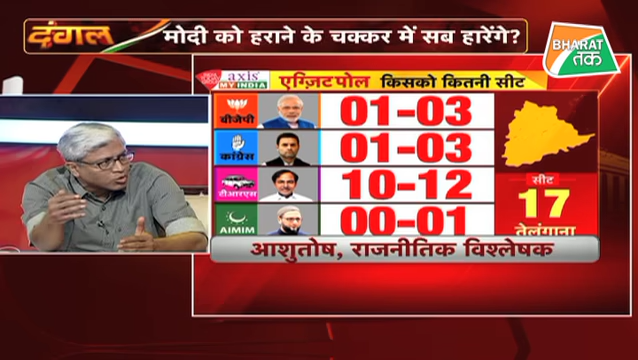 दंगल
मोदी को हराने के चक्कर में सब हारेंगे?
BHARAT
तक
axis
MY INDIA
एग्ज़िट पोल किसको कितनी सीट
बीजेपी 01-03
कांग्रेस 01-03
टीआरएस 10-12
AIMIM 00-01
सीट
17
तेलंगाना
आशुतोष, राजनीतिक विश्लेषक